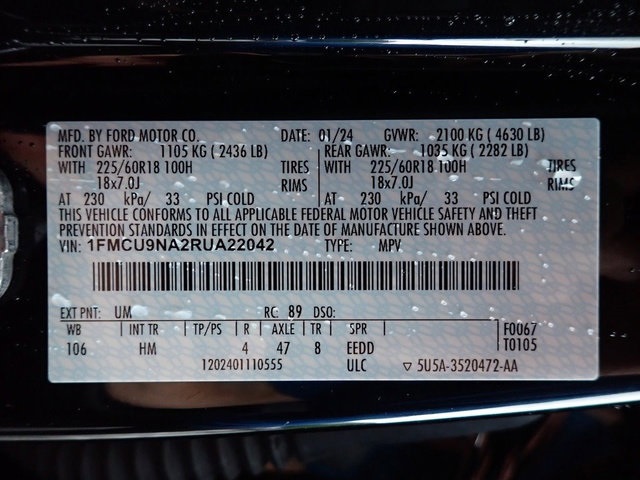 MFD. BY FORD MOTOR CO. DATE: 01/24 GVWR: 2100 KG ( 4630 LB)
FRONT GAWR: 1105 KG ( 2436 LB) REAR GAWR: 1035 KG ( 2282 LB)
WITH 225/60R18 100H TIRES WITH 225/60R18 100H TIRES
18x7.0J RIMS 18x7.0J RIMS
AT 230 kPa/ 33 PSI COLD AT 230 kPa/ 33 PSI COLD
THIS VEHICLE CONFORMS TO ALL APPLICABLE FEDERAL MOTOR VEHICLE SAFETY AND THEFT
PREVENTION STANDARDS IN EFFECT ON THE DATE OF MANUFACTURE SHOWN ABOVE.
VIN: 1FMCU9NA2RUA22042 TYPE: MPV
EXT PNT: UM RC: 89 DSO:
WB INT TR TP/PS R AXLE TR SPR F0067
106 HM 4 47 8 EEDD T0105
1202401110555 ULC ▽ 5U5A-3520472-AA